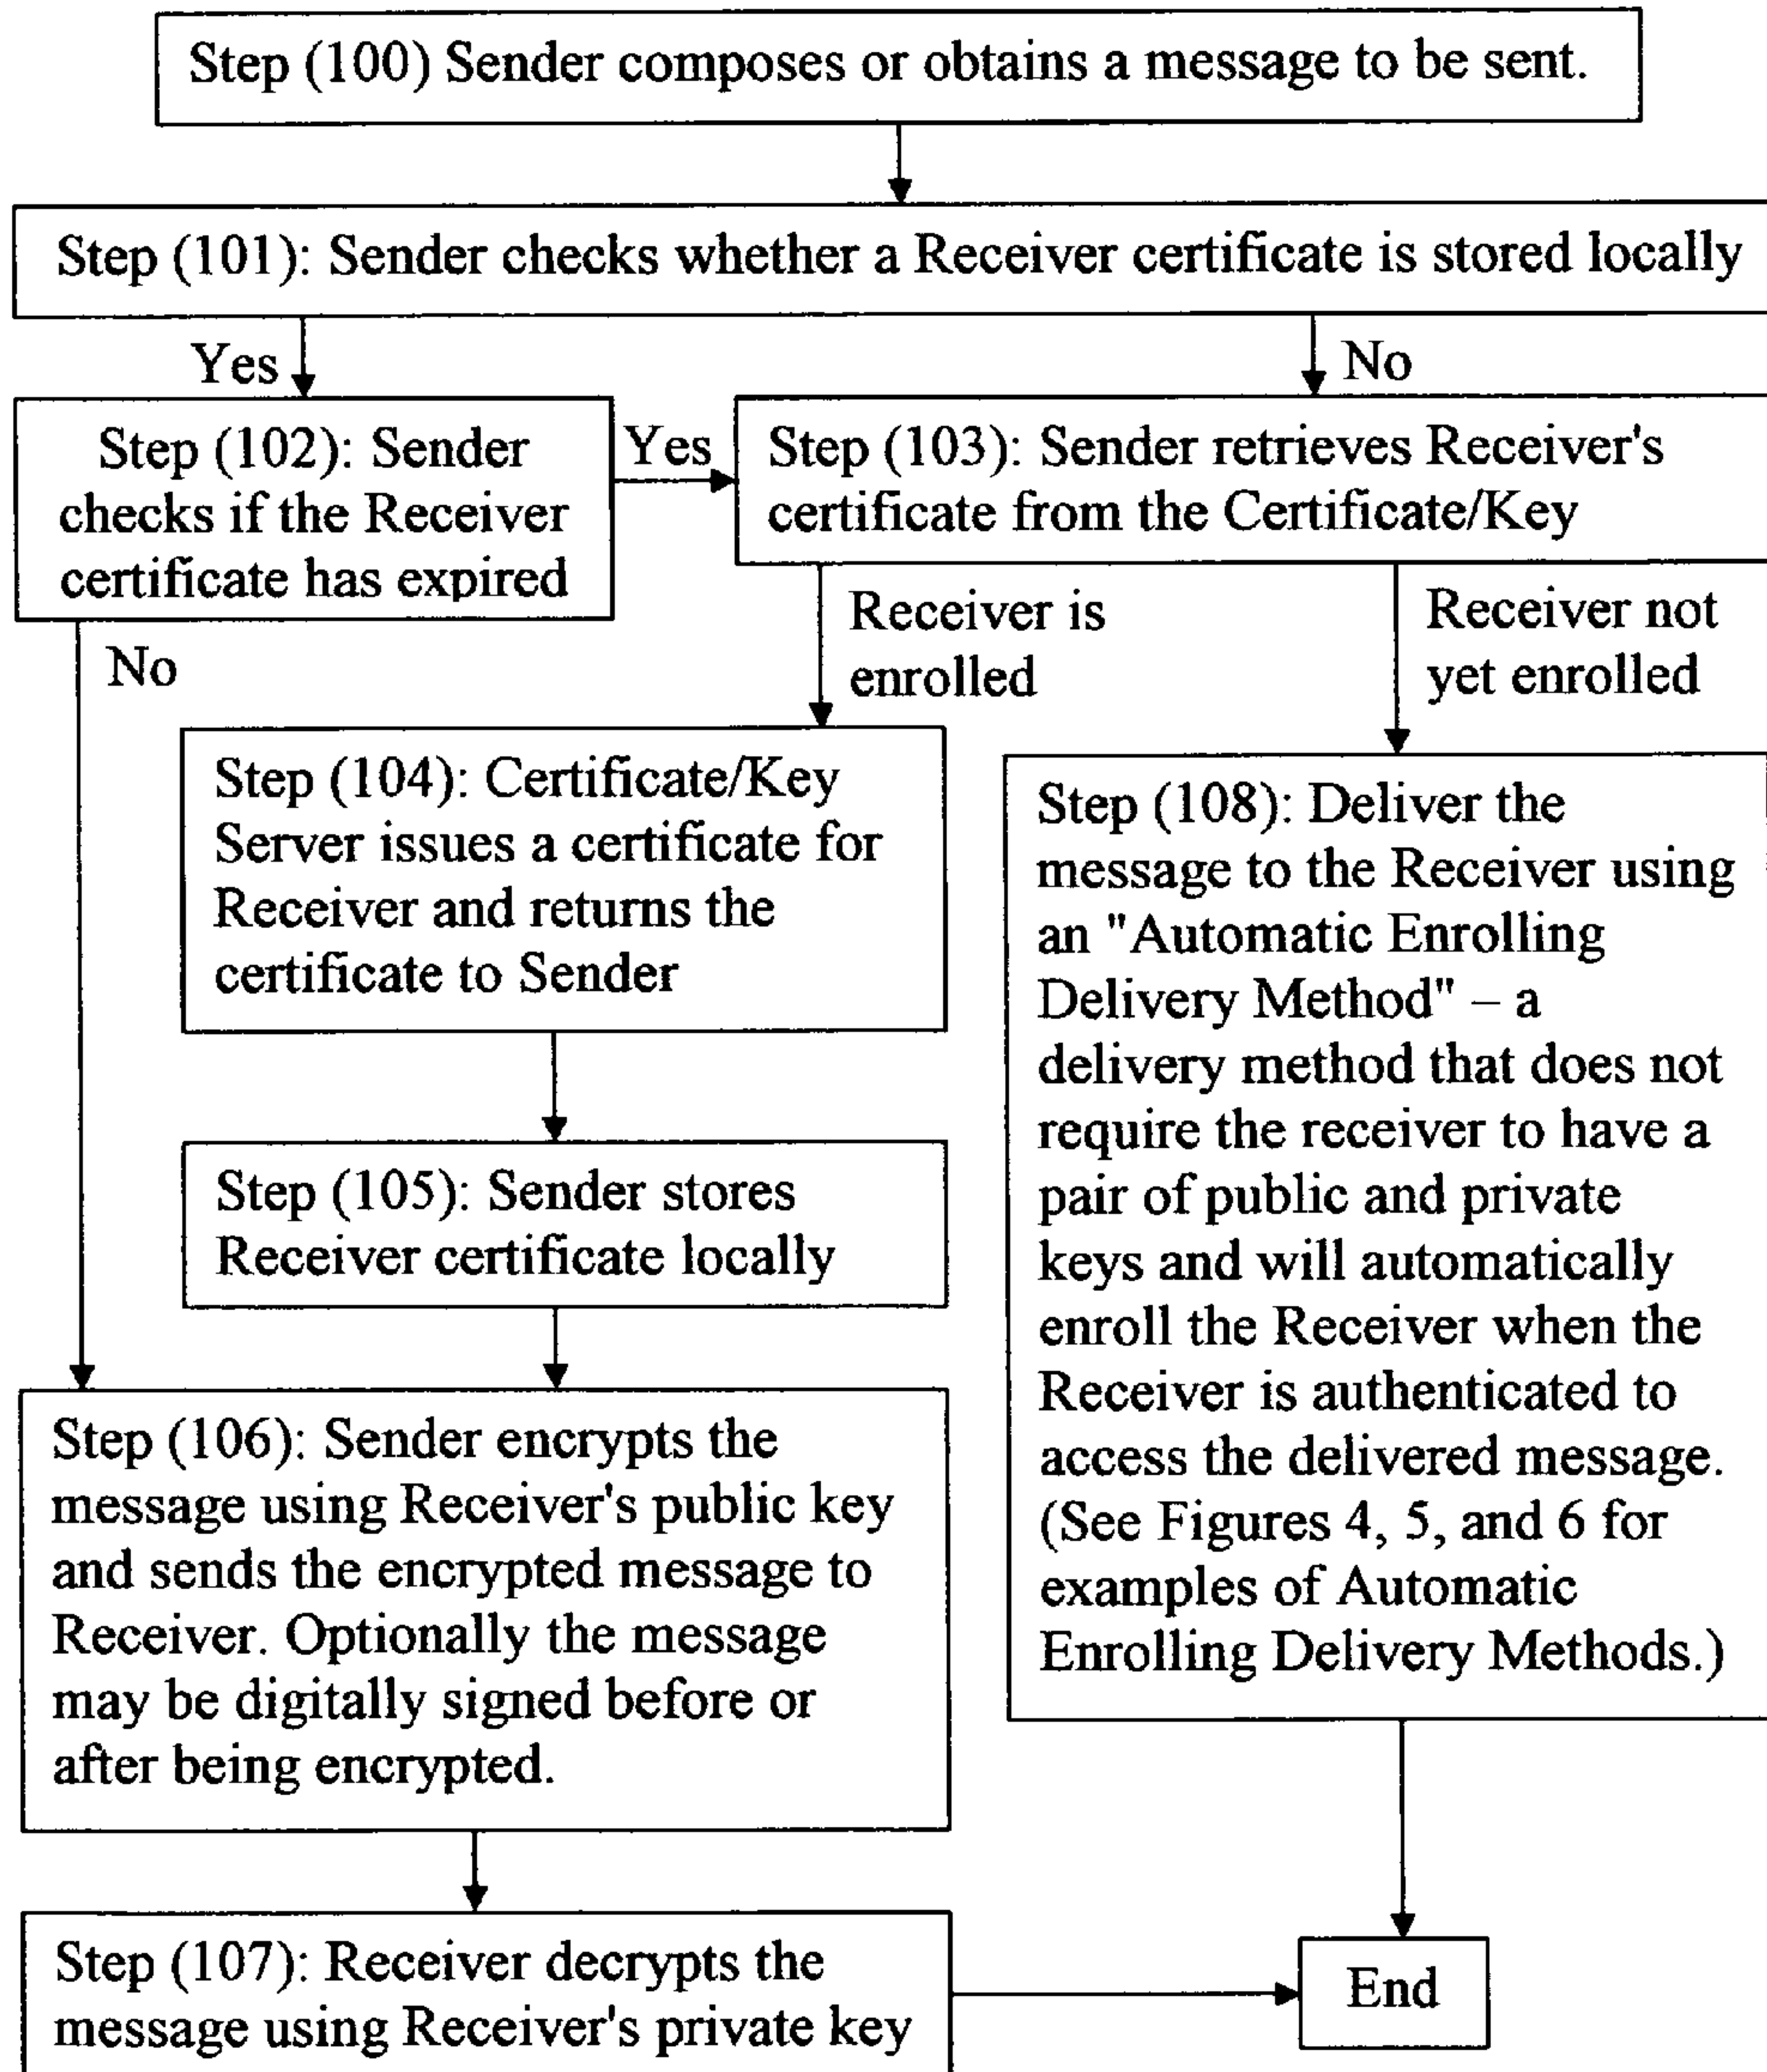 Step (100) Sender composes or obtains a message to be sent.
Step (101): Sender checks whether a Receiver certificate is stored locally
Yes
No
Step (102): Sender
checks if the Receiver
certificate has expired
Yes
Step (103): Sender retrieves Receiver's
certificate from the Certificate/Key
No
Receiver is
enrolled
Receiver not
yet enrolled
Step (104): Certificate/Key
Server issues a certificate for
Receiver and returns the
certificate to Sender
Step (105): Sender stores
Receiver certificate locally
Step (108): Deliver the
message to the Receiver using
an "Automatic Enrolling
Delivery Method" – a
delivery method that does not
require the receiver to have a
pair of public and private
keys and will automatically
enroll the Receiver when the
Receiver is authenticated to
access the delivered message.
(See Figures 4, 5, and 6 for
examples of Automatic
Enrolling Delivery Methods.)
Step (106): Sender encrypts the
message using Receiver's public key
and sends the encrypted message to
Receiver. Optionally the message
may be digitally signed before or
after being encrypted.
Step (107): Receiver decrypts the
message using Receiver's private key
End